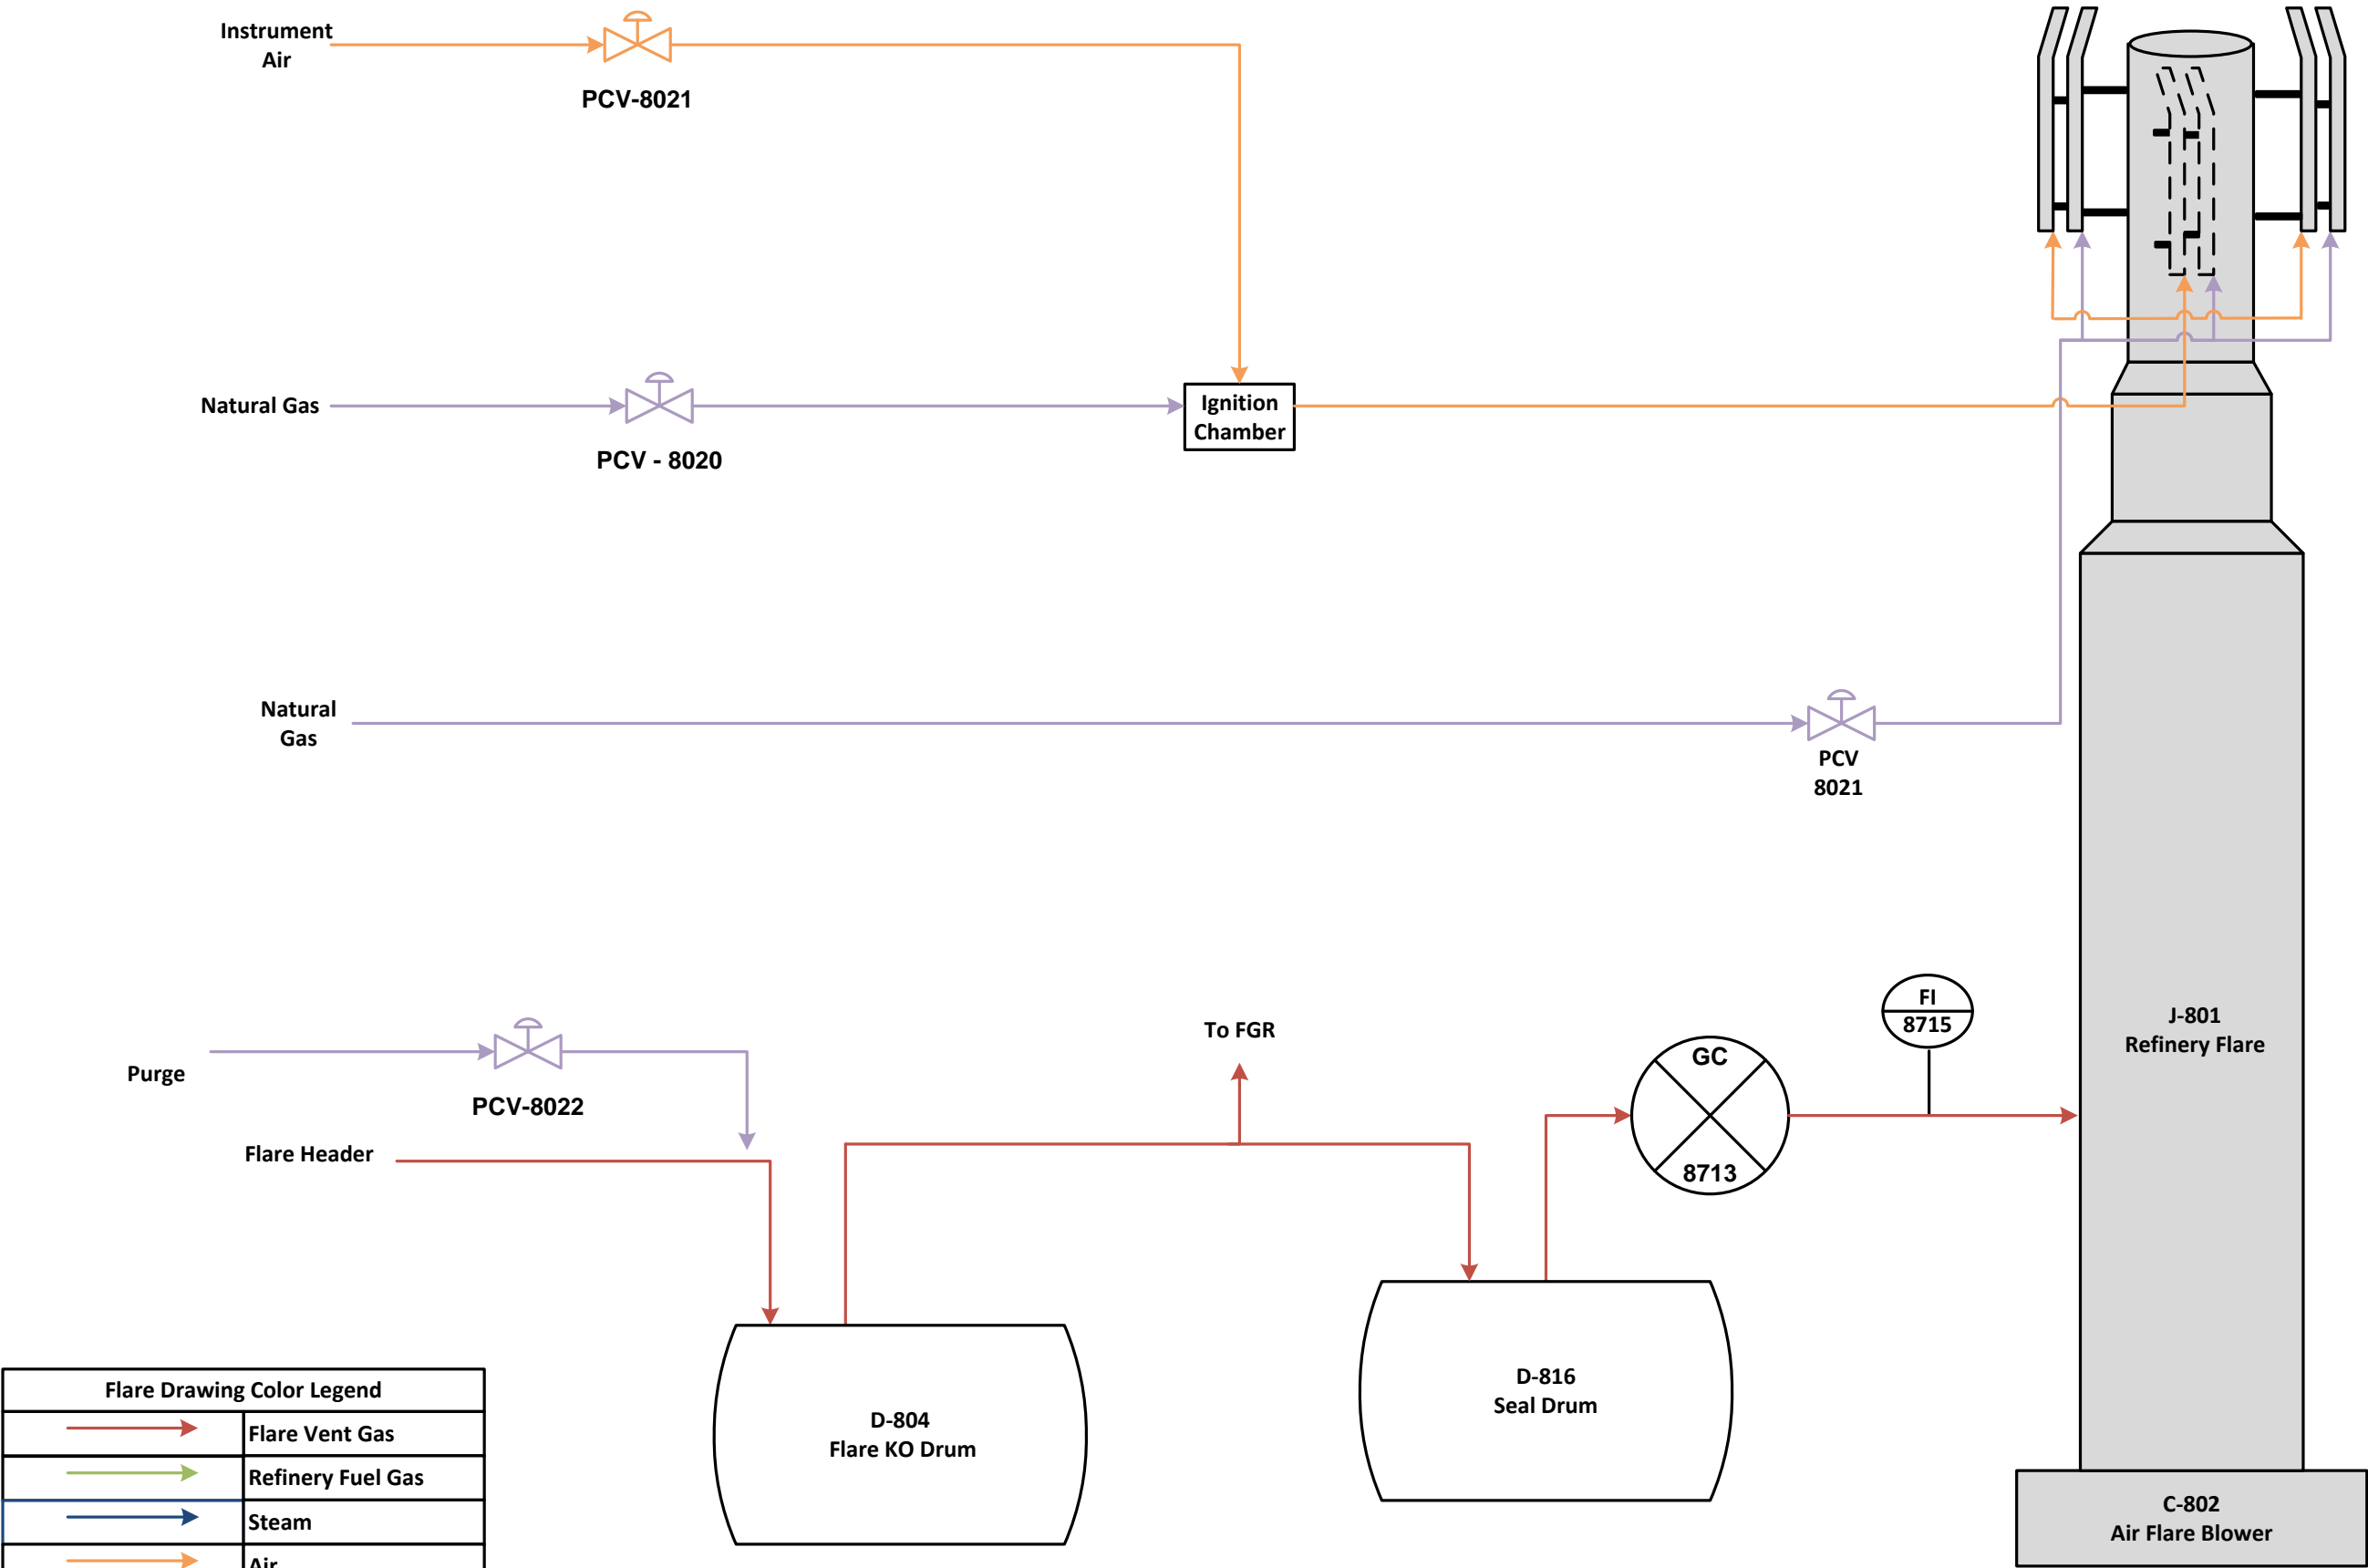 Instrument
Air
PCV-8021
Natural Gas
PCV - 8020
Ignition
Chamber
Natural
Gas
PCV
8021
Purge
PCV-8022
Flare Header
To FGR
GC
8713
FI
8715
J-801
Refinery Flare
D-804
Flare KO Drum
D-816
Seal Drum
C-802
Air Flare Blower
Flare Drawing Color Legend
Flare Vent Gas
Refinery Fuel Gas
Steam
Air